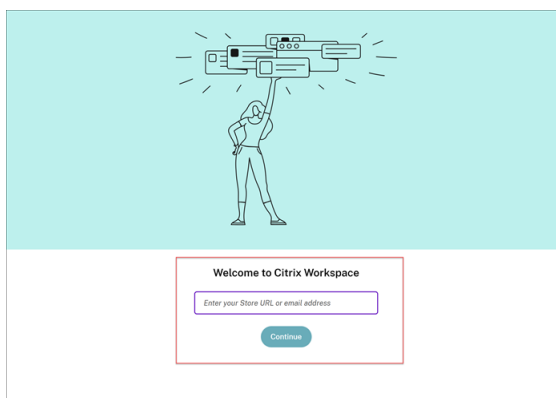 Welcome to Citrix Workspace
Enter your Store URL or email address
Continue